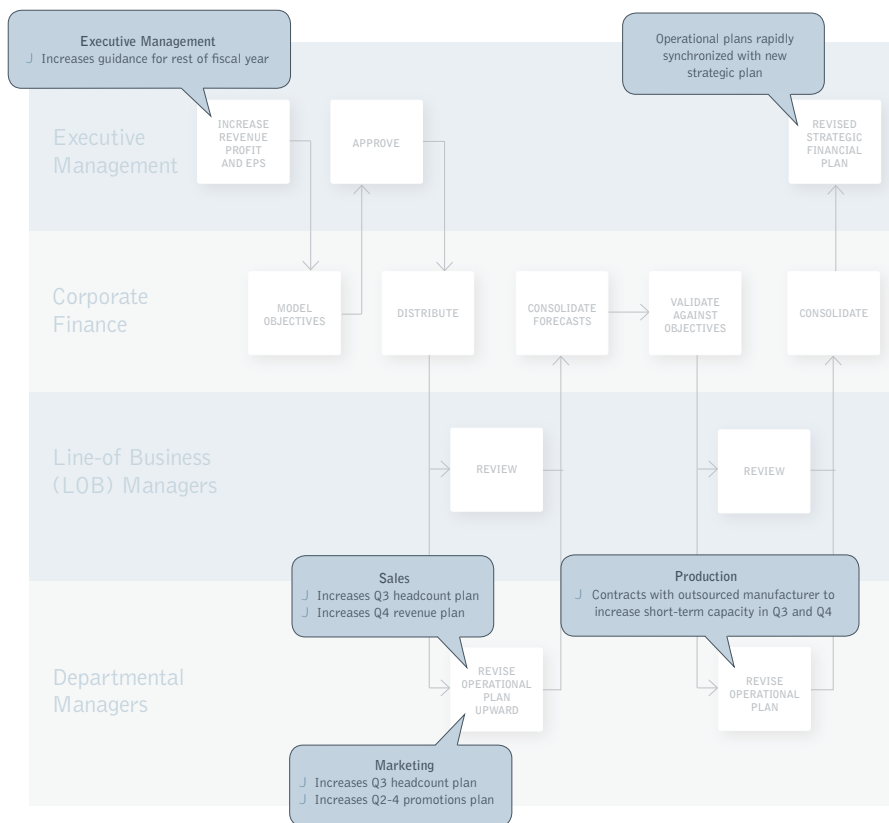 Executive Management
Increases guidance for rest of fiscal year
Operational plans rapidly
synchronized with new
strategic plan
Executive
Management
INCREASE
REVENUE
PROFIT
AND EPS
APPROVE
REVISED
STRATEGIC
FINANCIAL
PLAN
Corporate
Finance
MODEL
OBJECTIVES
DISTRIBUTE
CONSOLIDATE
FORECASTS
VALIDATE
AGAINST
OBJECTIVES
CONSOLIDATE
Line-of Business
(LOB) Managers
REVIEW
REVIEW
Sales
Increases Q3 headcount plan
Increases Q4 revenue plan
Production
Contracts with outsourced manufacturer to
increase short-term capacity in Q3 and Q4
Departmental
Managers
REVISE
OPERATIONAL
PLAN
UPWARD
REVISE
OPERATIONAL
PLAN
Marketing
Increases Q3 headcount plan
Increases Q2-4 promotions plan